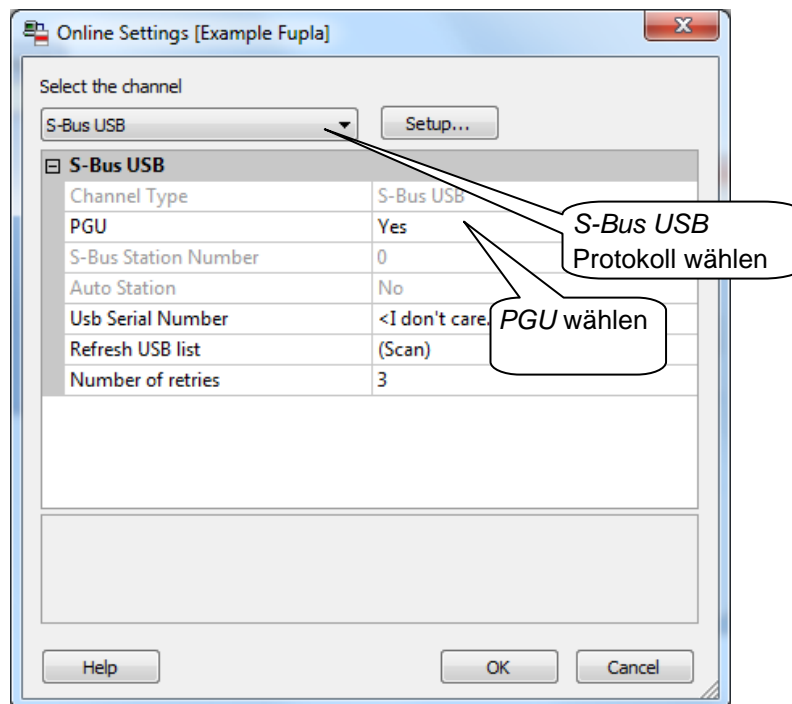 Online Settings [Example Fupla]
Select the channel
S-Bus USB
Setup...
S-Bus USB
Channel Type S-Bus USB
PGU Yes
S-Bus Station Number 0
Auto Station No
Usb Serial Number <I don't care.
Refresh USB list (Scan)
Number of retries 3
S-Bus USB
Protokoll wählen
PGU wählen
Help
OK
Cancel